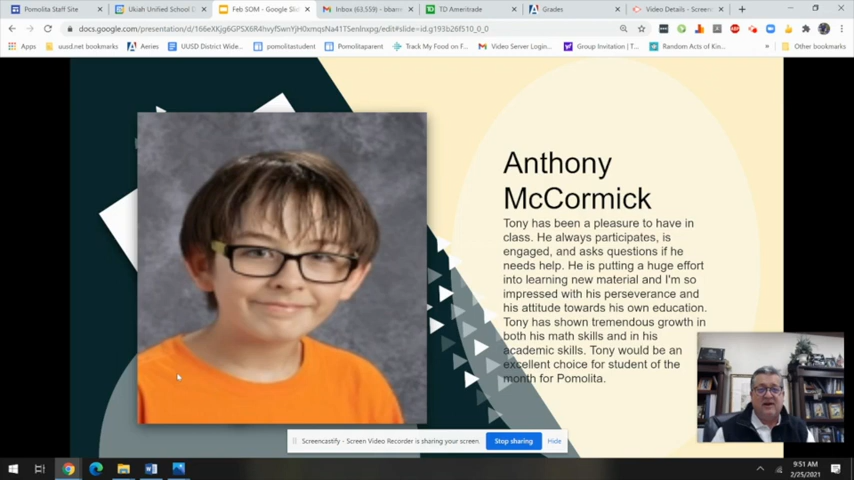 Pomolita Staff Site
Ukiah Unified School D
Feb SOM - Google Slide
Inbox (63,559) - bbarne
TD Ameritrade
Grades
Video Details - Screen
docs.google.com/presentation/d/
uusd.net bookmarks
Aeries
UUSD District Wide...
pomolitastudent
Pomolitaparent
Track My Food on F...
Video Server Login...
Group Invitation | T...
Random Acts of Kin...
Other bookmarks
Anthony
McCormick
Tony has been a pleasure to have in
class. He always participates, is
engaged, and asks questions if he
needs help. He is putting a huge effort
into learning new material and I'm so
impressed with his perseverance and
his attitude towards his own education.
Tony has shown tremendous growth in
both his math skills and in his
academic skills. Tony would be an
excellent choice for student of the
month for Pomolita.
Screencastify - Screen Video Recorder is sharing your screen.
Stop sharing
Hide
9:51 AM
2/25/2021